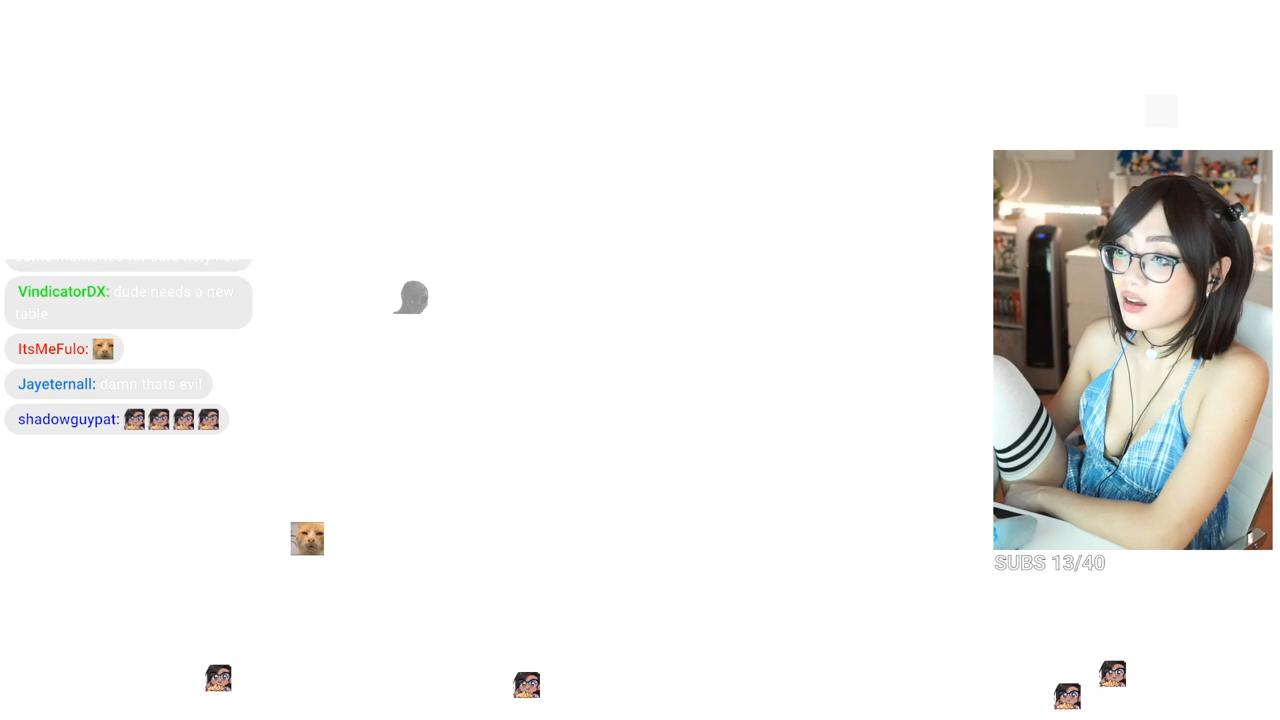 VindicatorDX: dude needs a new
table
ItsMeFulo:
Jayeternall: damn thats evil
shadowguypat:
SUBS 13/40